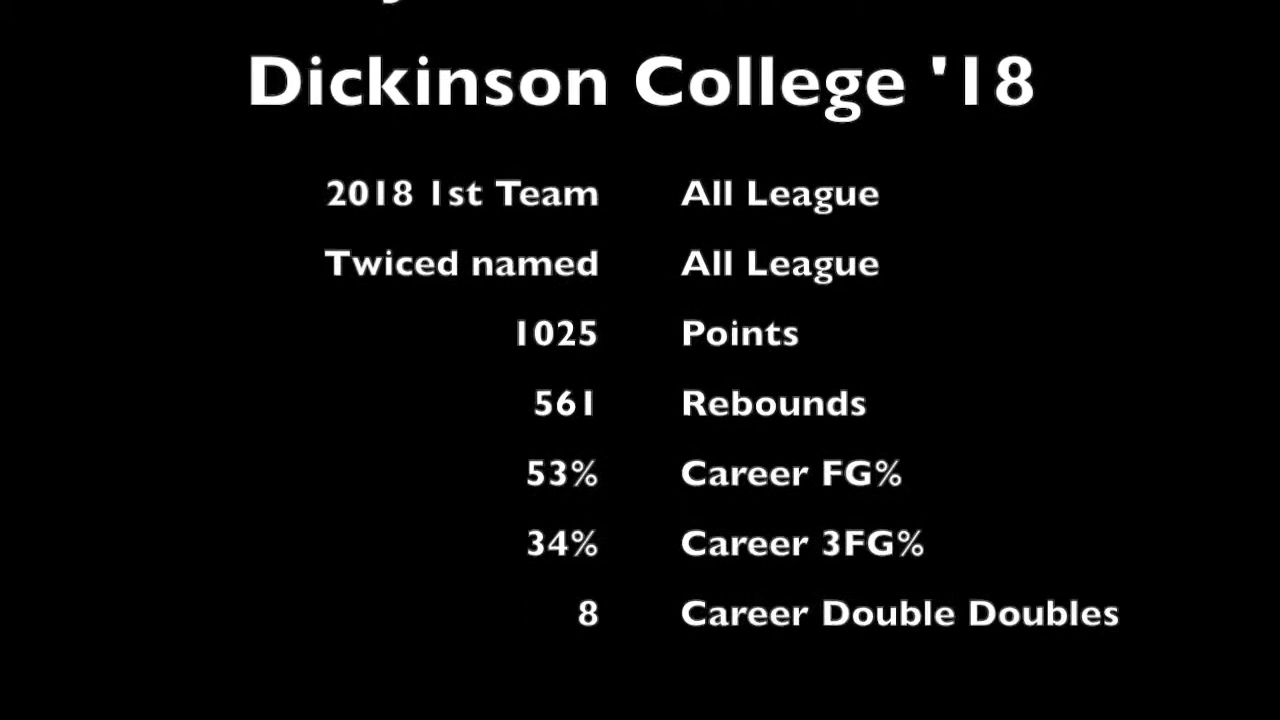 Dickinson College '18
2018 1st Team All League
Twiced named All League
1025 Points
561 Rebounds
53% Career FG%
34% Career 3FG%
8 Career Double Doubles